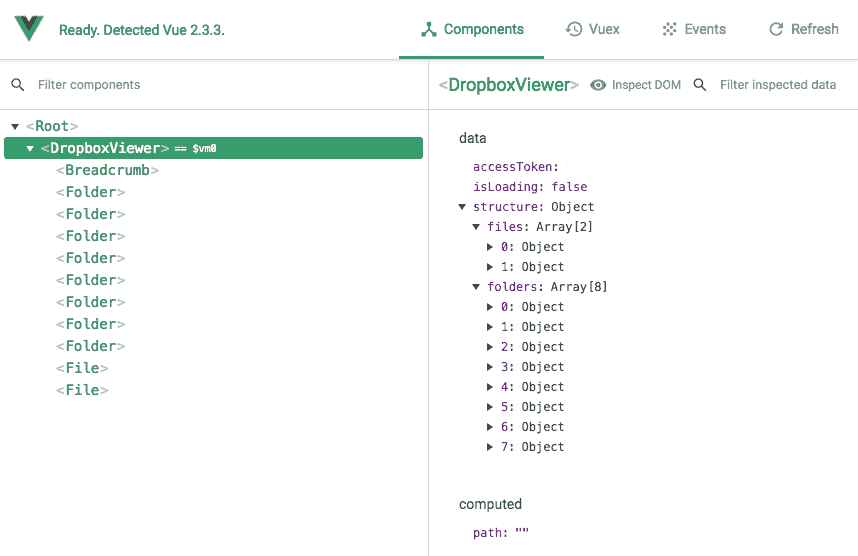 Ready. Detected Vue 2.3.3.
Components
Vuex
Events
Refresh
Filter components
<Root>
<DropboxViewer> == $vm0
<Breadcrumb>
<Folder>
<Folder>
<Folder>
<Folder>
<Folder>
<Folder>
<Folder>
<Folder>
<File>
<File>
<DropboxViewer>
Inspect DOM
Filter inspected data
data
accessToken:
isLoading: false
structure: Object
files: Array[2]
0: Object
1: Object
folders: Array[8]
0: Object
1: Object
2: Object
3: Object
4: Object
5: Object
6: Object
7: Object
computed
path: ""